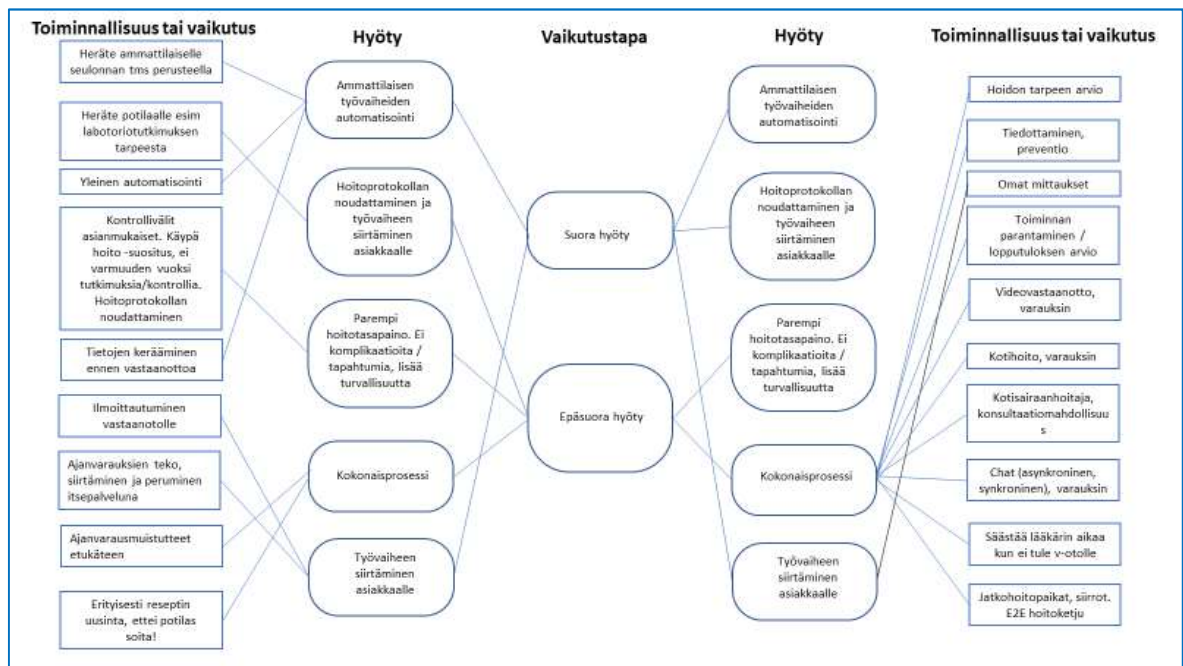 Toiminnallisuus tai vaikutus
Hyöty
Vaikutustapa
Hyöty
Toiminnallisuus tai vaikutus
Heräte ammattilaiselle
seulonnan tms perusteella
Heräte potilaalle esim
labotoriotutkimuksen
tarpeesta
Yleinen automatisointi
Kontrollivälit
asianmukaiset. Käypä
hoito -suositus, ei
varmuuden vuoksi
tutkimuksia/kontrollia.
Hoitoprotokollan
noudattaminen
Tietojen kerääminen
ennen vastaanottoa
Ilmoittautuminen
vastaanotolle
Ajanvarauksien teko,
siirtäminen ja peruminen
itsepalveluna
Ajanvarausmuistutteet
etukäteen
Erityisesti reseptin
uusinta, ettei potilas
soita!
Ammattilaisen
työvaiheiden
automatisointi
Hoitoprotokollan
noudattaminen ja
työvaiheen
siirtäminen
asiakkaalle
Parempi
hoitotasapaino. Ei
komplikaatioita /
tapahtumia, lisää
turvallisuutta
Kokonaisprosessi
Työvaiheen
siirtäminen
asiakkaalle
Suora hyöty
Epäsuora hyöty
Ammattilaisen
työvaiheiden
automatisointi
Hoitoprotokollan
noudattaminen ja
työvaiheen
siirtäminen
asiakkaalle
Parempi
hoitotasapaino. Ei
komplikaatioita /
tapahtumia, lisää
turvallisuutta
Kokonaisprosessi
Työvaiheen
siirtäminen
asiakkaalle
Hoidon tarpeen arvio
Tiedottaminen,
preventio
Omat mittaukset
Toiminnan
parantaminen /
lopputuloksen arvio
Videovastaanotto,
varauksin
Kotihoito, varauksin
Kotisairaanhoitaja,
konsultaatiomahdollisuu
s
Chat (asynkroninen,
synkroninen), varauksin
Säästää lääkärin aikaa
kun ei tule v-otolle
Jatkohoitopaikat, siirrot.
E2E hoitoketju